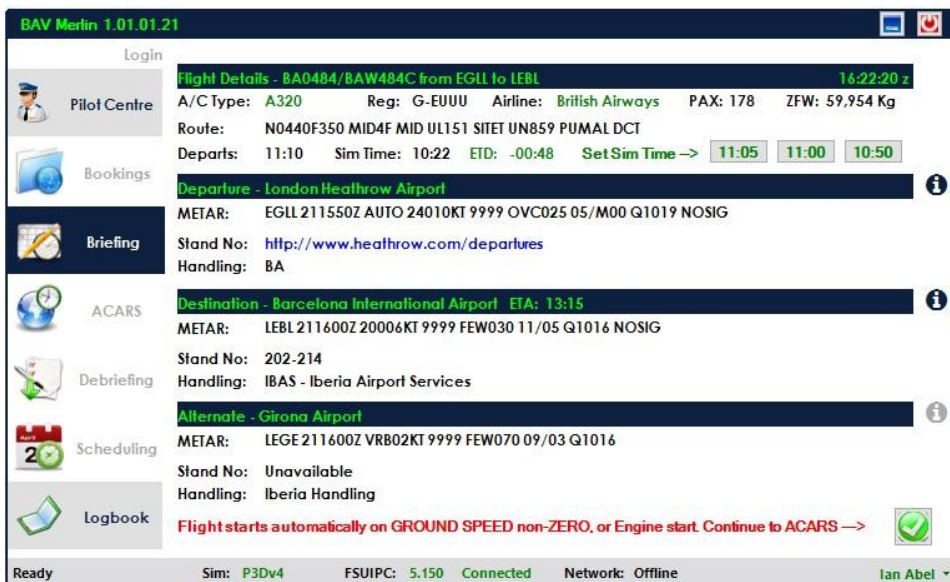 BAV Merlin 1.01.01.21
Login
Pilot Centre
Bookings
Briefing
ACARS
Debriefing
April
2
Scheduling
Logbook
Flight Details - BA0484/BAW484C from EGLL to LEBL 16:22:20 z
A/C Type: A320 Reg: G-EUUU Airline: British Airways PAX: 178 ZFW: 59,954 Kg
Route: N0440F350 MID4F MID UL151 SITET UN859 PUMAL DCT
Departs: 11:10 Sim Time: 10:22 ETD: -00:48 Set Sim Time --> 11:05 11:00 10:50
Departure - London Heathrow Airport
METAR: EGLL 211550Z AUTO 24010KT 9999 OVC025 05/M00 Q1019 NOSIG
Stand No: http://www.heathrow.com/departures
Handling: BA
Destination - Barcelona International Airport ETA: 13:15
METAR: LEBL 211600Z 20006KT 9999 FEW030 11/05 Q1016 NOSIG
Stand No: 202-214
Handling: IBAS - Iberia Airport Services
Alternate - Girona Airport
METAR: LEGE 211600Z VRB02KT 9999 FEW070 09/03 Q1016
Stand No: Unavailable
Handling: Iberia Handling
Flight starts automatically on GROUND SPEED non-ZERO, or Engine start. Continue to ACARS --->
Ready Sim: P3Dv4 FSUIPC: 5.150 Connected Network: Offline Ian Abel